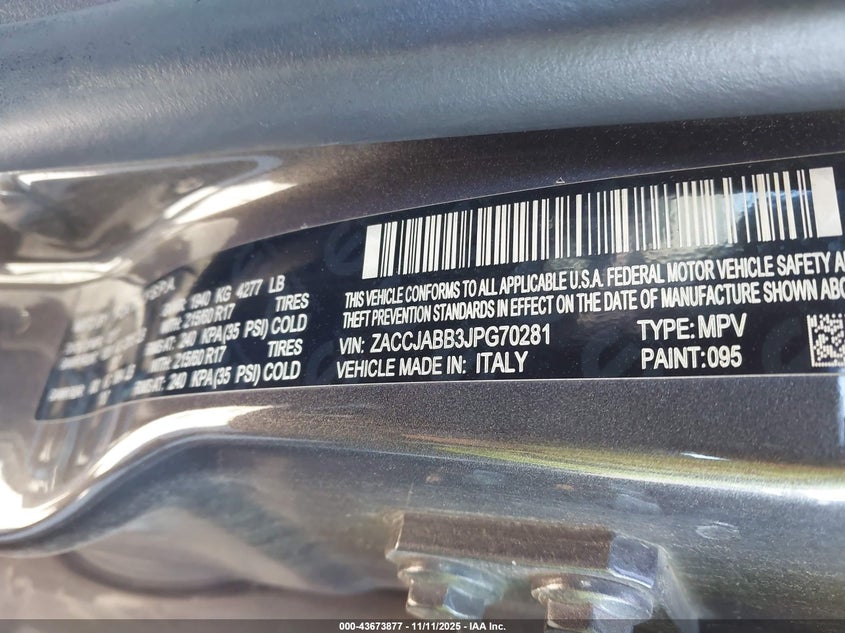 1940 KG 4277 LB
215/60 R17 TIRES
240 KPA(35 PSI) COLD
215/60 R17 TIRES
240 KPA(35 PSI) COLD
THIS VEHICLE CONFORMS TO ALL APPLICABLE U.S.A. FEDERAL MOTOR VEHICLE SAFETY
THEFT PREVENTION STANDARDS IN EFFECT ON THE DATE OF MANUFACTURE SHOWN
VIN: ZACCJABB3JPG70281 TYPE: MPV
VEHICLE MADE IN: ITALY PAINT: 095
000-43673877 - 11/11/2025 - IAA Inc.